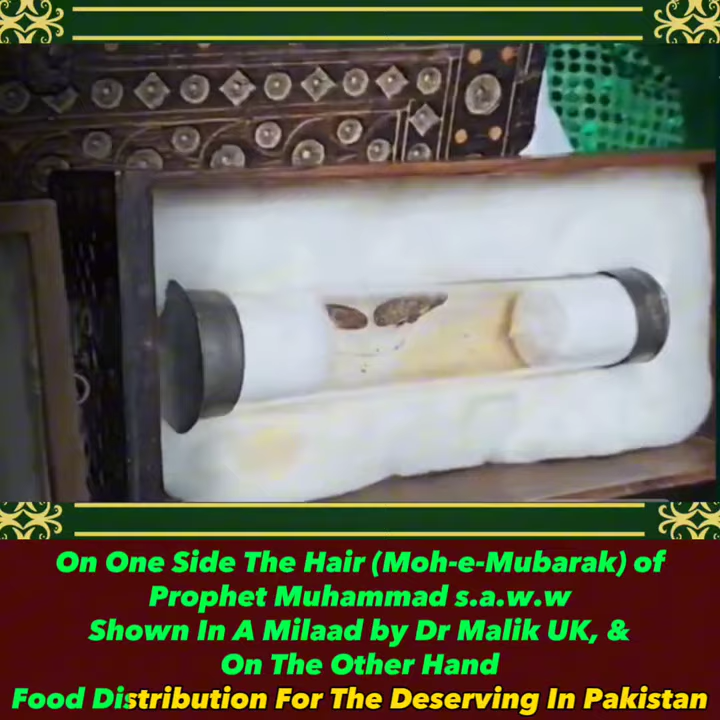 On One Side The Hair (Moh-e-Mubarak) of
Prophet Muhammad s.a.w.w
Shown In A Milaad by Dr Malik UK, &
On The Other Hand
Food Distribution For The Deserving In Pakistan